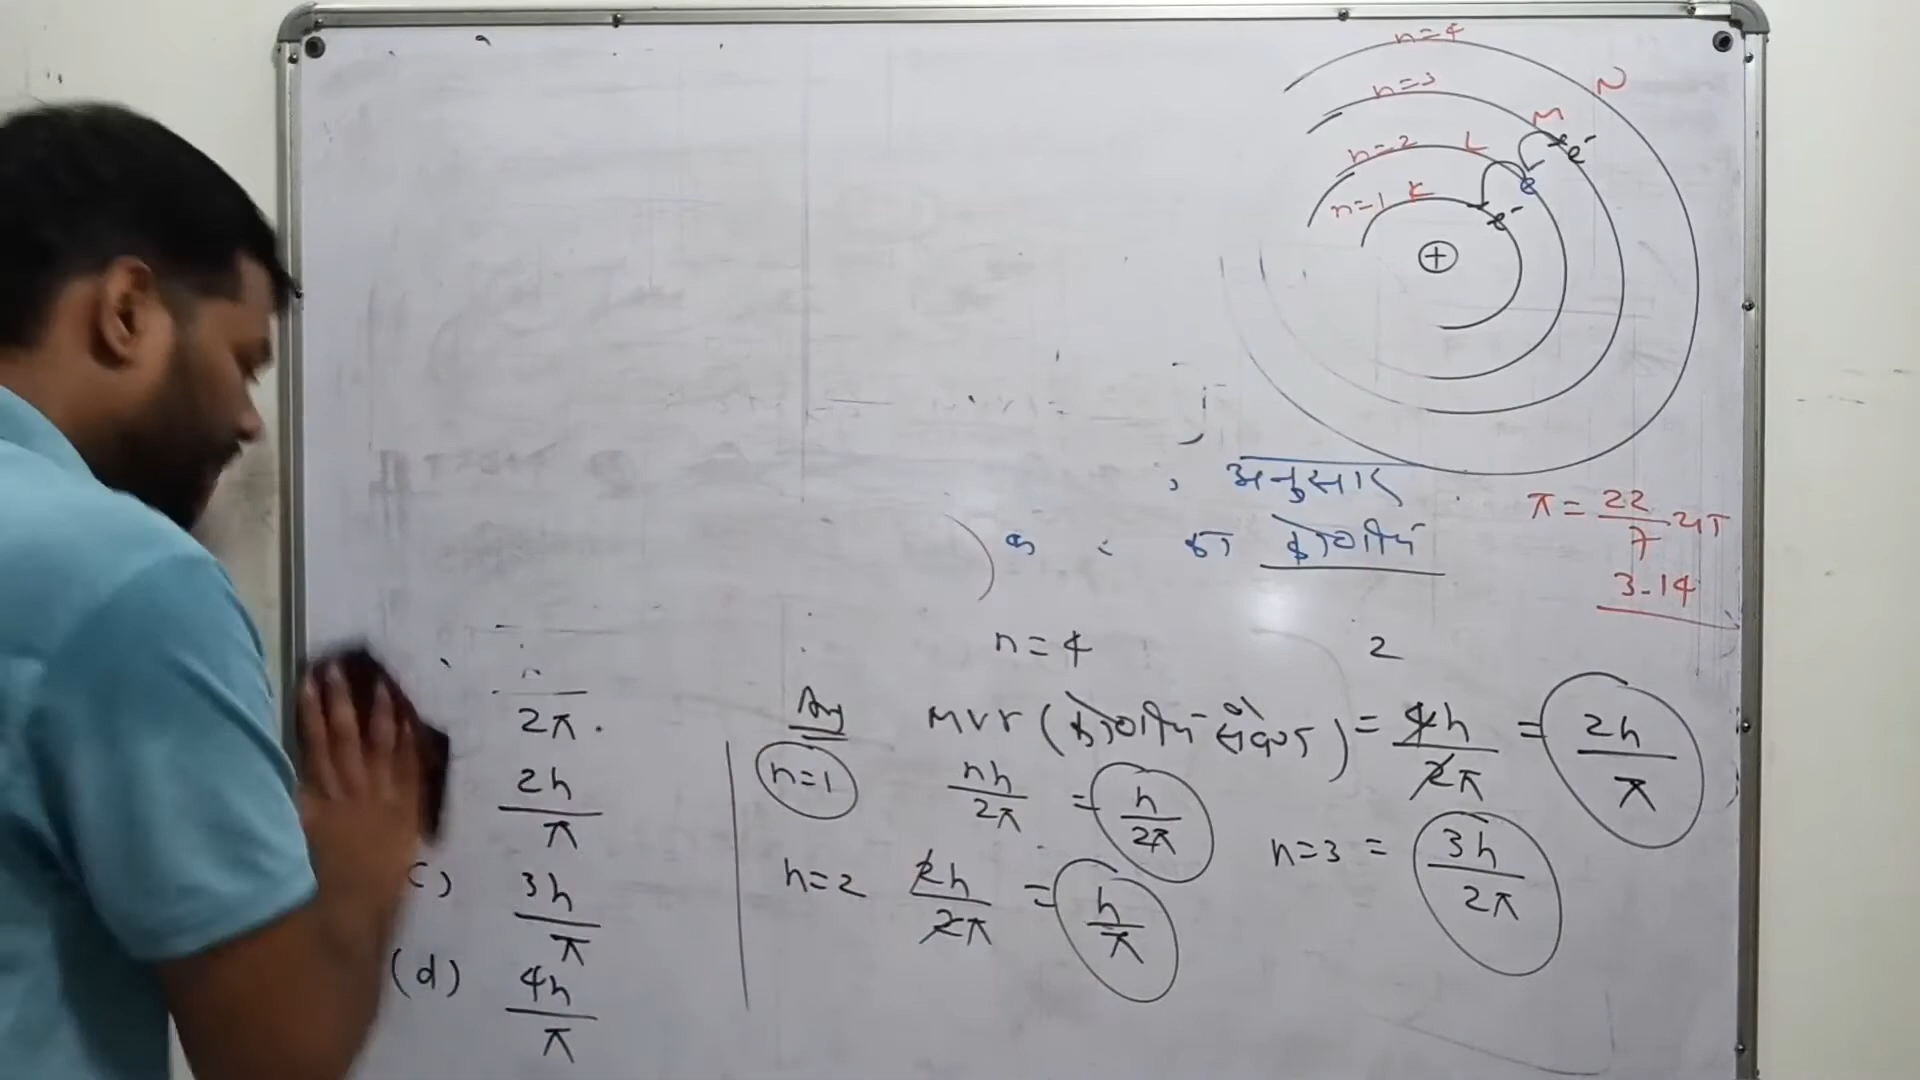 n=4
n=3
N
M
e⁻
n=2
L
n=1
K
e⁻
+
अनुसार
का कोणीय
π = 22/7 या
3.14
n = 4
2
2π.
2h/π
c) 3h/π
(d) 4h/π
Ans
mvr (कोणीय संवेग) = 4h/2π = 2h/π
n=1
nh/2π = h/2π
n=2 2h/2π = h/π
n=3 = 3h/2π